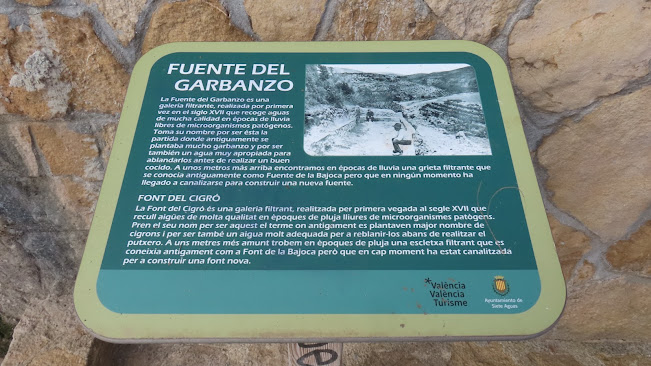 FUENTE DEL
GARBANZO
La Fuente del Garbanzo es una
galería filtrante, realizada por primera
vez en el siglo XVII que recoge aguas
de mucha calidad en épocas de lluvia
libres de microorganismos patógenos.
Toma su nombre por ser ésta la
partida donde antiguamente se
plantaba mucho garbanzo y por ser
también un agua muy apropiada para
ablandarlos antes de realizar un buen
cocido. A unos metros más arriba encontramos en épocas de lluvia una grieta filtrante que
se conocía antiguamente como Fuente de la Bajoca pero que en ningún momento ha
llegado a canalizarse para construir una nueva fuente.
FONT DEL CIGRÓ
La Font del Cigró és una galeria filtrant, realitzada per primera vegada al segle XVII que
recull aigües de molta qualitat en èpoques de pluja lliures de microorganismes patògens.
Pren el seu nom per ser aquest el terme on antigament es plantaven major nombre de
cigrons i per ser també un aigua molt adequada per a reblanir-los abans de realitzar el
putxero. A uns metres més amunt trobem en èpoques de pluja una escletxa filtrant que es
coneixia antigament com a Font de la Bajoca però que en cap moment ha estat canalitzada
per a construir una font nova.
València
València
Turisme
Ayuntamiento de
Siete Aguas